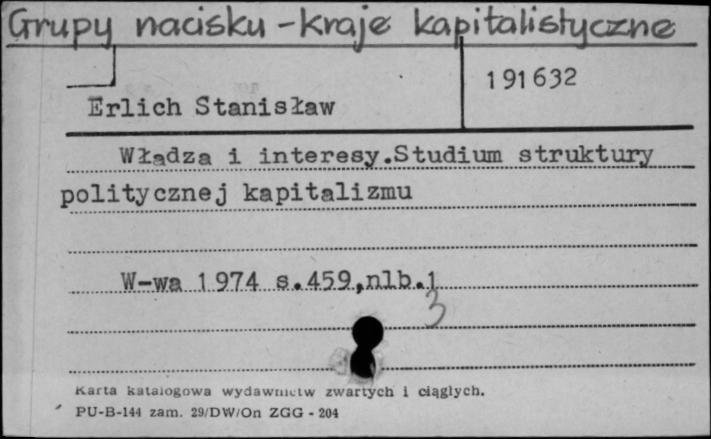 Grupy nacisku - kraje kapitalistyczne
191632
Erlich Stanisław
Władza i interesy.Studium struktury
politycznej kapitalizmu
W-wa 1974 s.459,nlb.1
3
Karta katalogowa wydawnictw zwartych i ciągłych.
PU-B-144 zam. 29/DW/On ZGG - 204